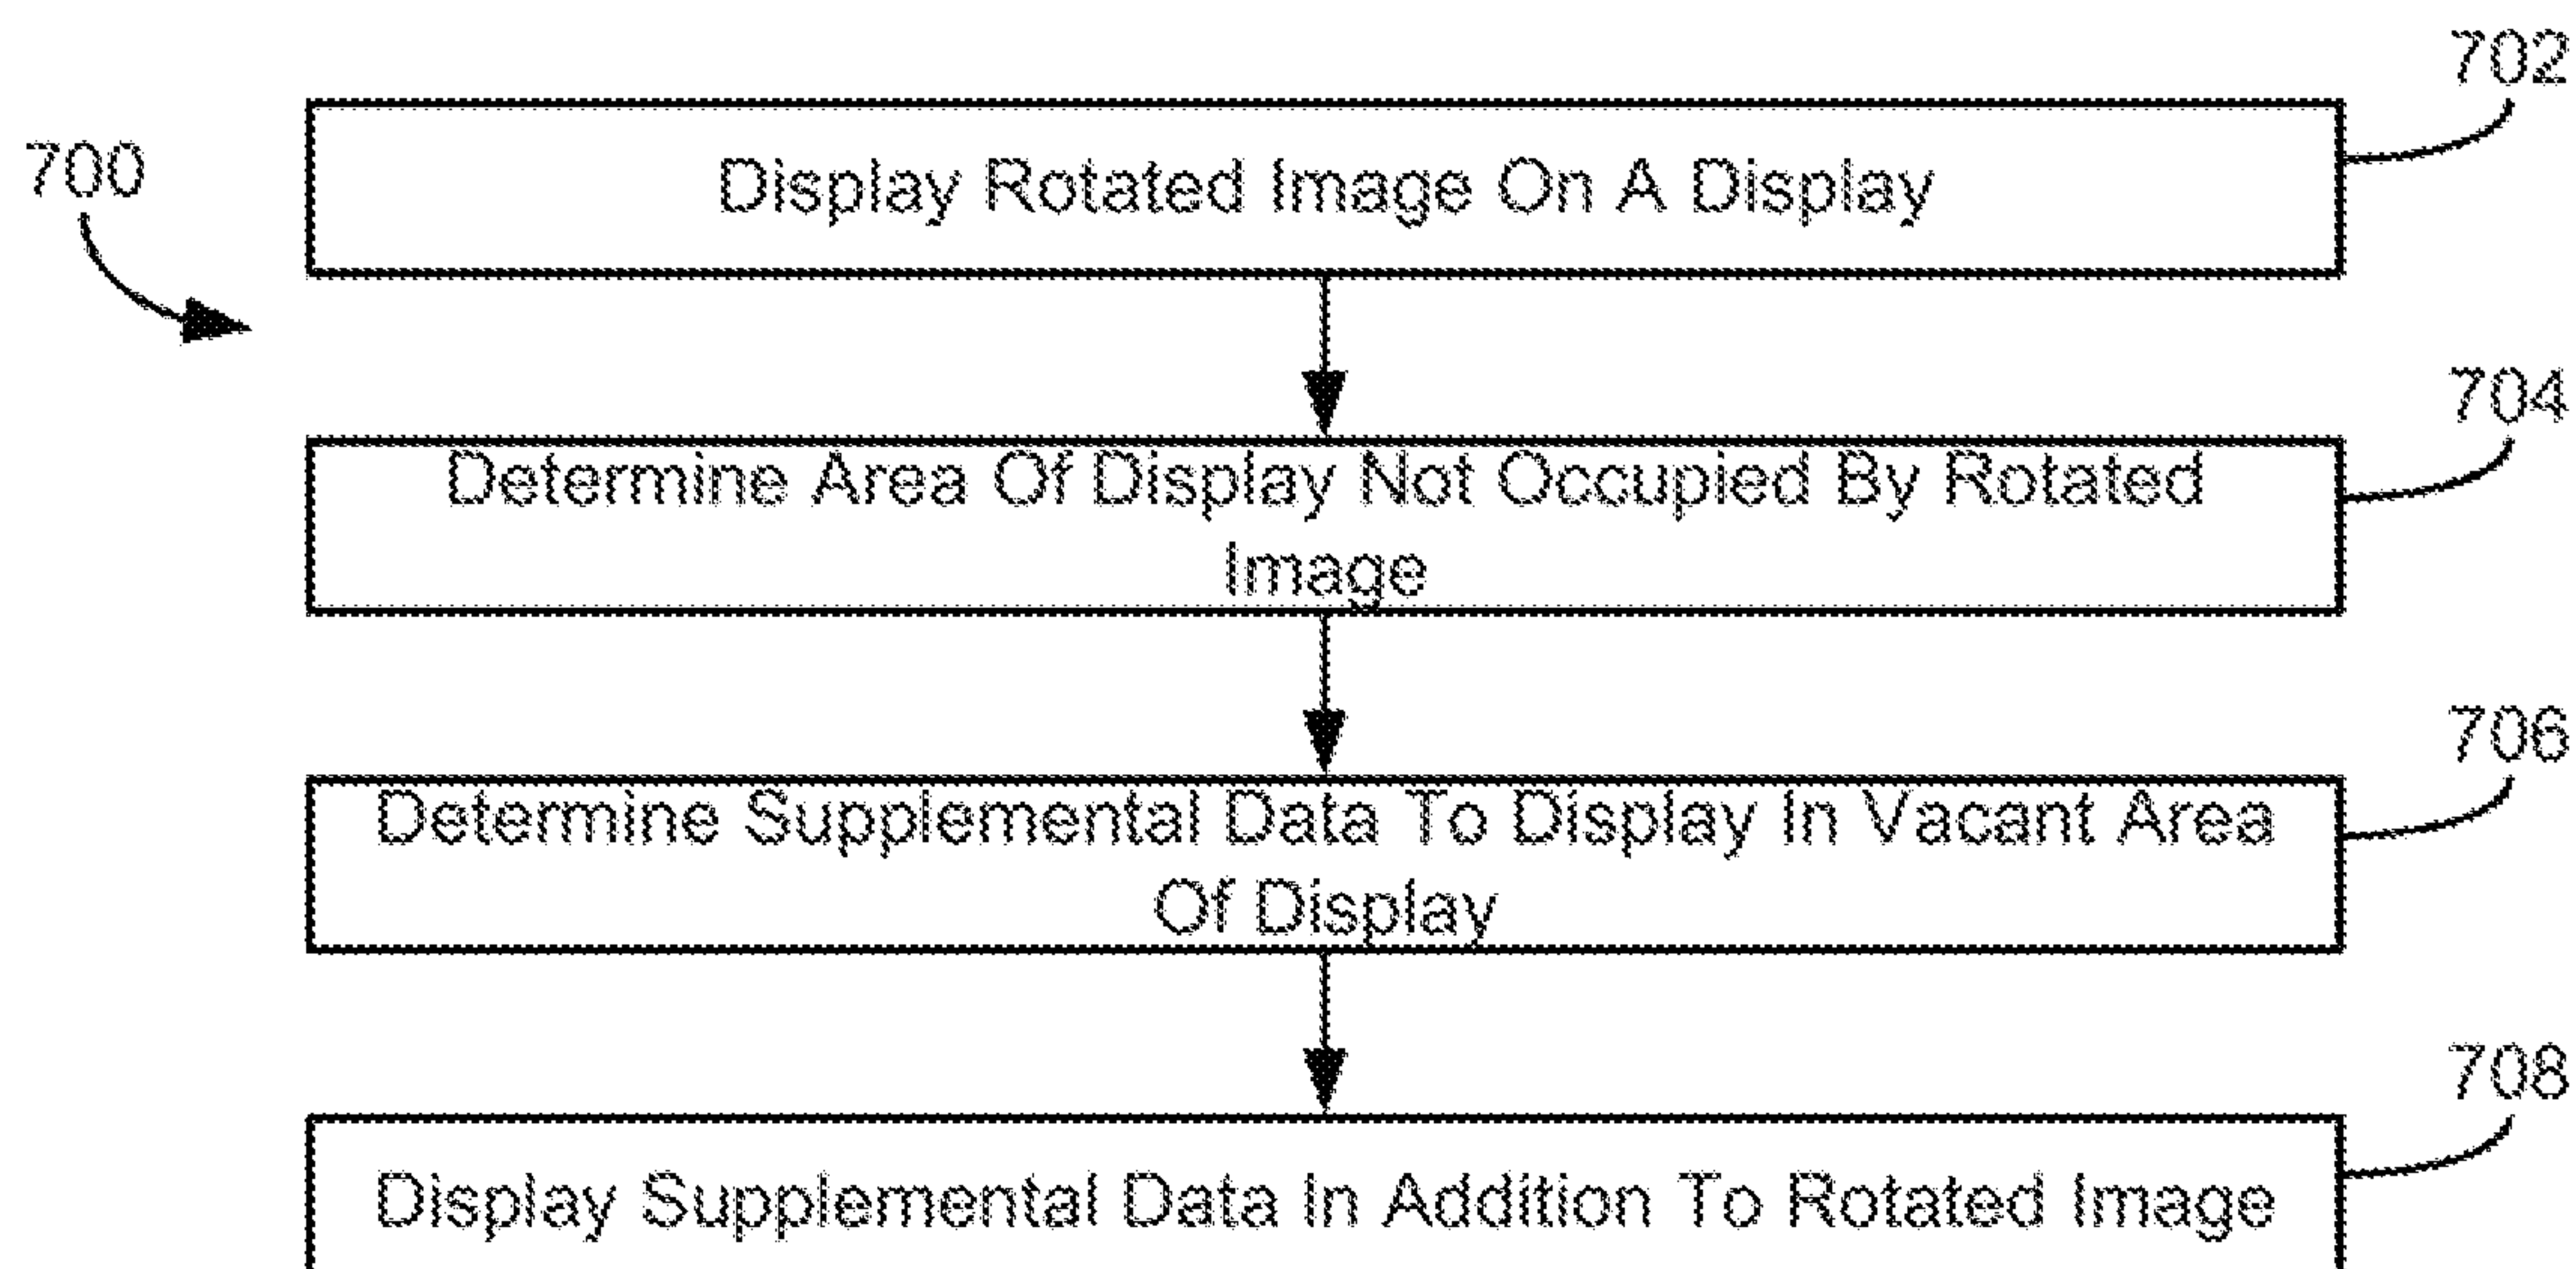 702
700
Display Rotated Image On A Display
704
Determine Area Of Display Not Occupied By Rotated
Image
706
Determine Supplemental Data To Display In Vacant Area
Of Display
708
Display Supplemental Data In Addition To Rotated Image